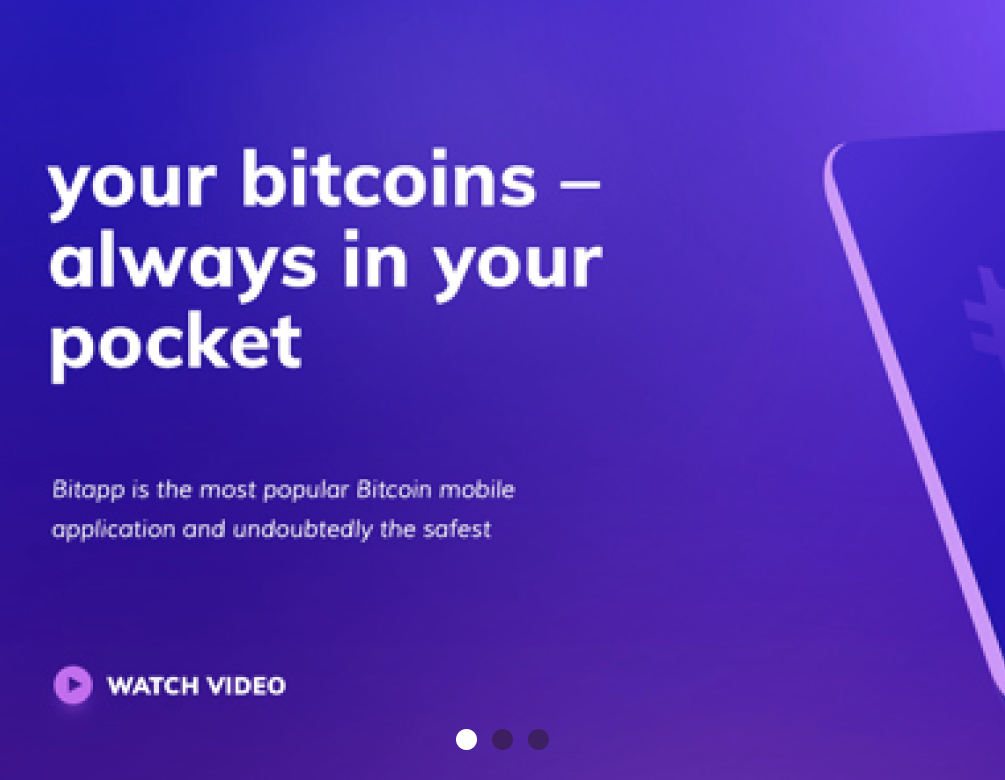 your bitcoins –
always in your
pocket
Bitapp is the most popular Bitcoin mobile
application and undoubtedly the safest
WATCH VIDEO